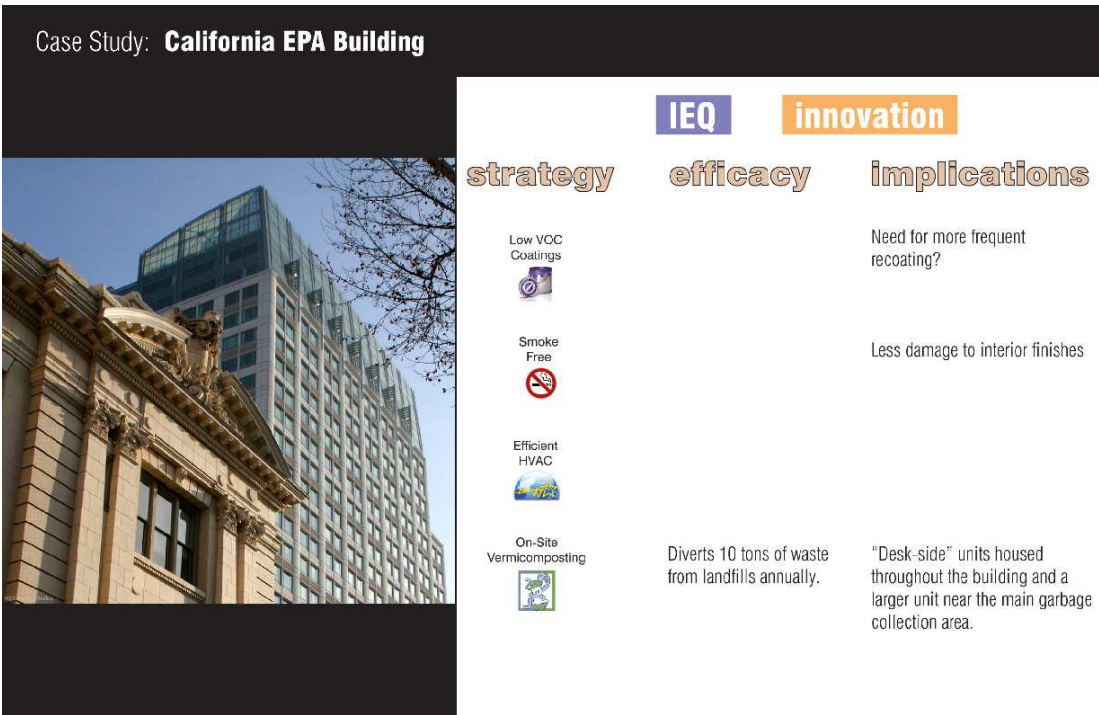 Case Study: California EPA Building
IEQ
innovation
strategy
efficacy
implications
Low VOC
Coatings
Need for more frequent
recoating?
Smoke
Free
Less damage to interior finishes
Efficient
HVAC
On-Site
Vermicomposting
Diverts 10 tons of waste
from landfills annually.
"Desk-side" units housed
throughout the building and a
larger unit near the main garbage
collection area.